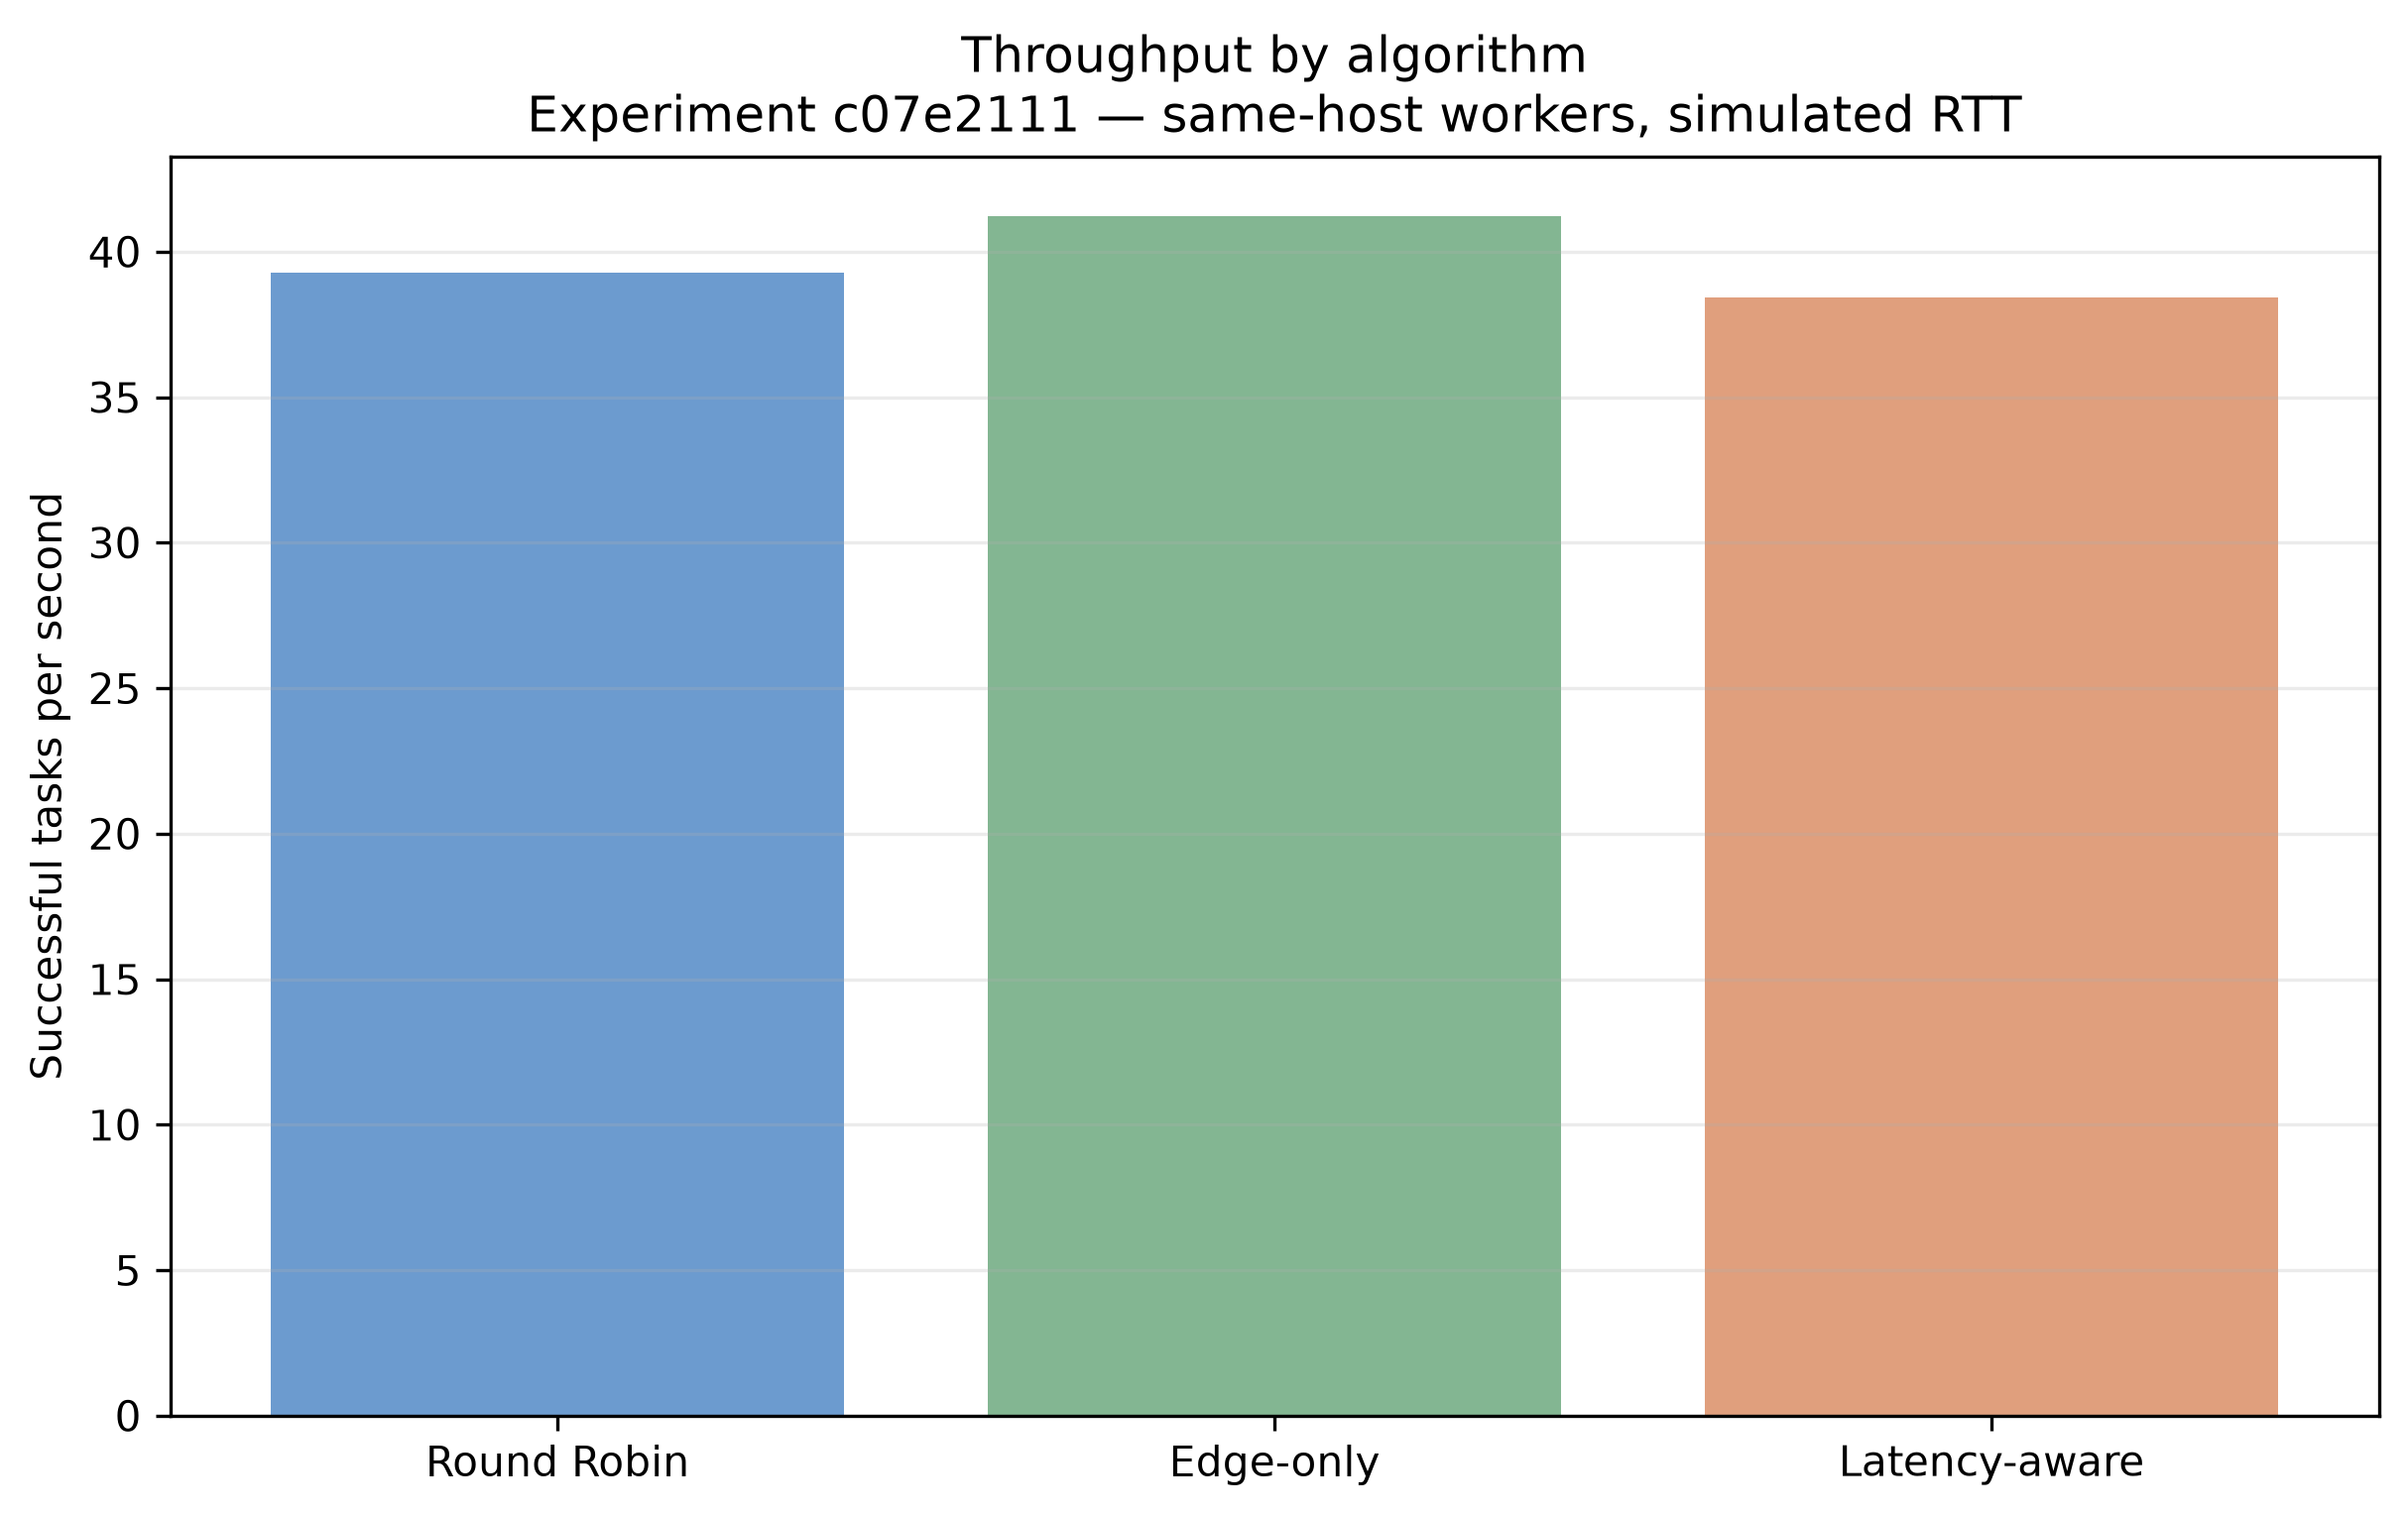 Throughput by algorithm
Experiment c07e2111 — same-host workers, simulated RTT
Successful tasks per second
40
35
30
25
20
15
10
5
0
Round Robin
Edge-only
Latency-aware